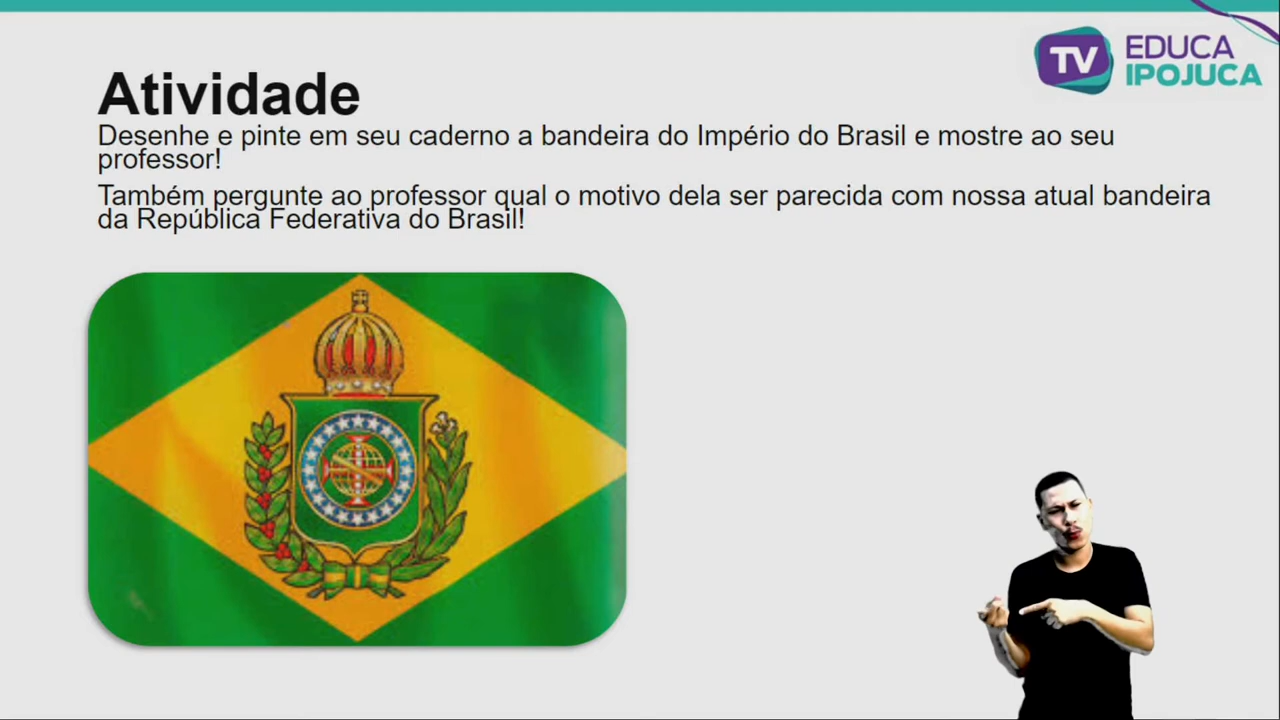 TV EDUCA
IPOJUCA
Atividade
Desenhe e pinte em seu caderno a bandeira do Império do Brasil e mostre ao seu
professor!
Também pergunte ao professor qual o motivo dela ser parecida com nossa atual bandeira
da República Federativa do Brasil!